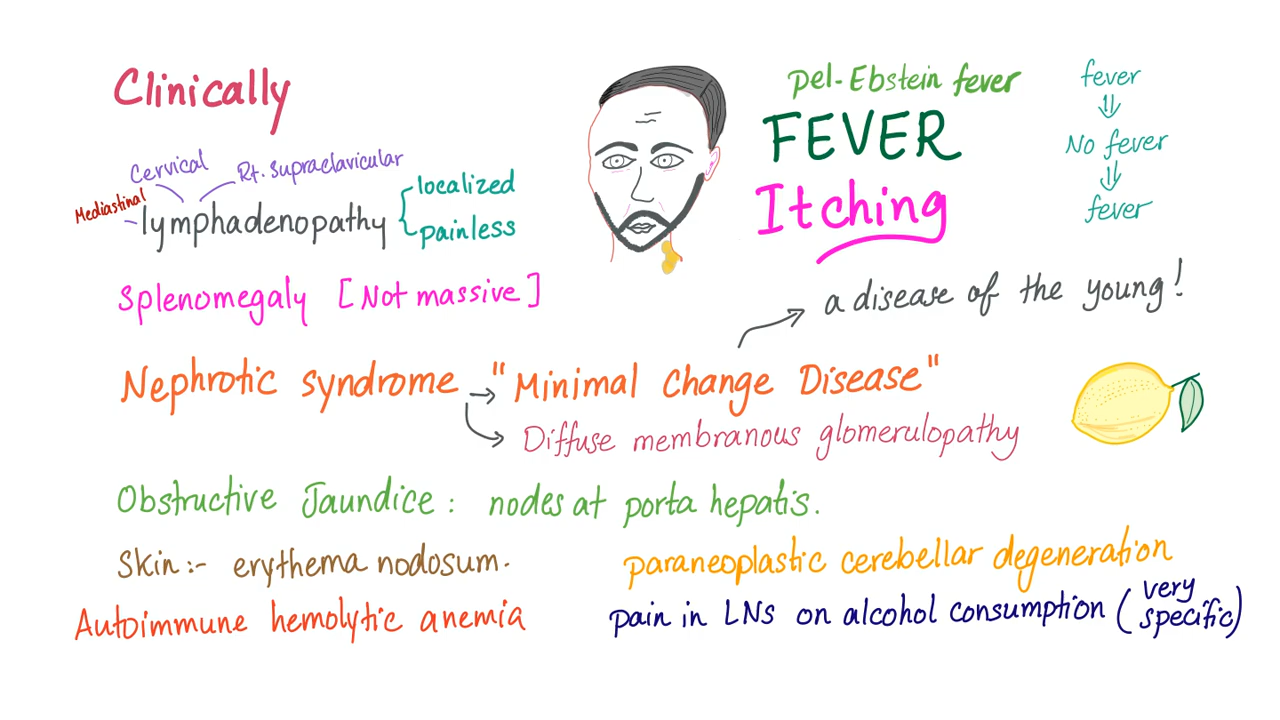 Clinically
Cervical
Rt. Supraclavicular
Mediastinal
lymphadenopathy
localized
painless
Splenomegaly [Not massive]
pel-Ebstein fever
FEVER
Itching
fever
No fever
fever
a disease of the young!
Nephrotic syndrome "Minimal Change Disease"
Diffuse membranous glomerulopathy
Obstructive Jaundice: nodes at porta hepatis.
Skin:- erythema nodosum.
Autoimmune hemolytic anemia
paraneoplastic cerebellar degeneration
pain in LNs on alcohol consumption (very specific)